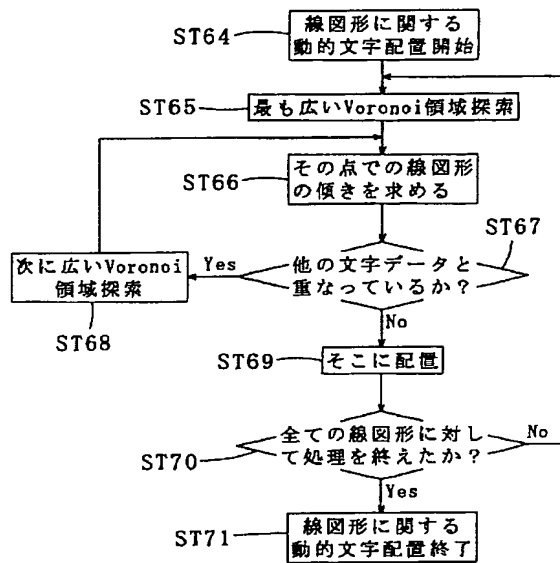 ST64
線図形に関する
動的文字配置開始
ST65
最も広いVoronoi領域探索
ST66
その点での線図形
の傾きを求める
ST67
他の文字データと
重なっているか?
Yes
次に広いVoronoi
領域探索
ST68
No
ST69
そこに配置
全ての線図形に対し
て処理を終えたか?
No
ST70
Yes
ST71
線図形に関する
動的文字配置終了